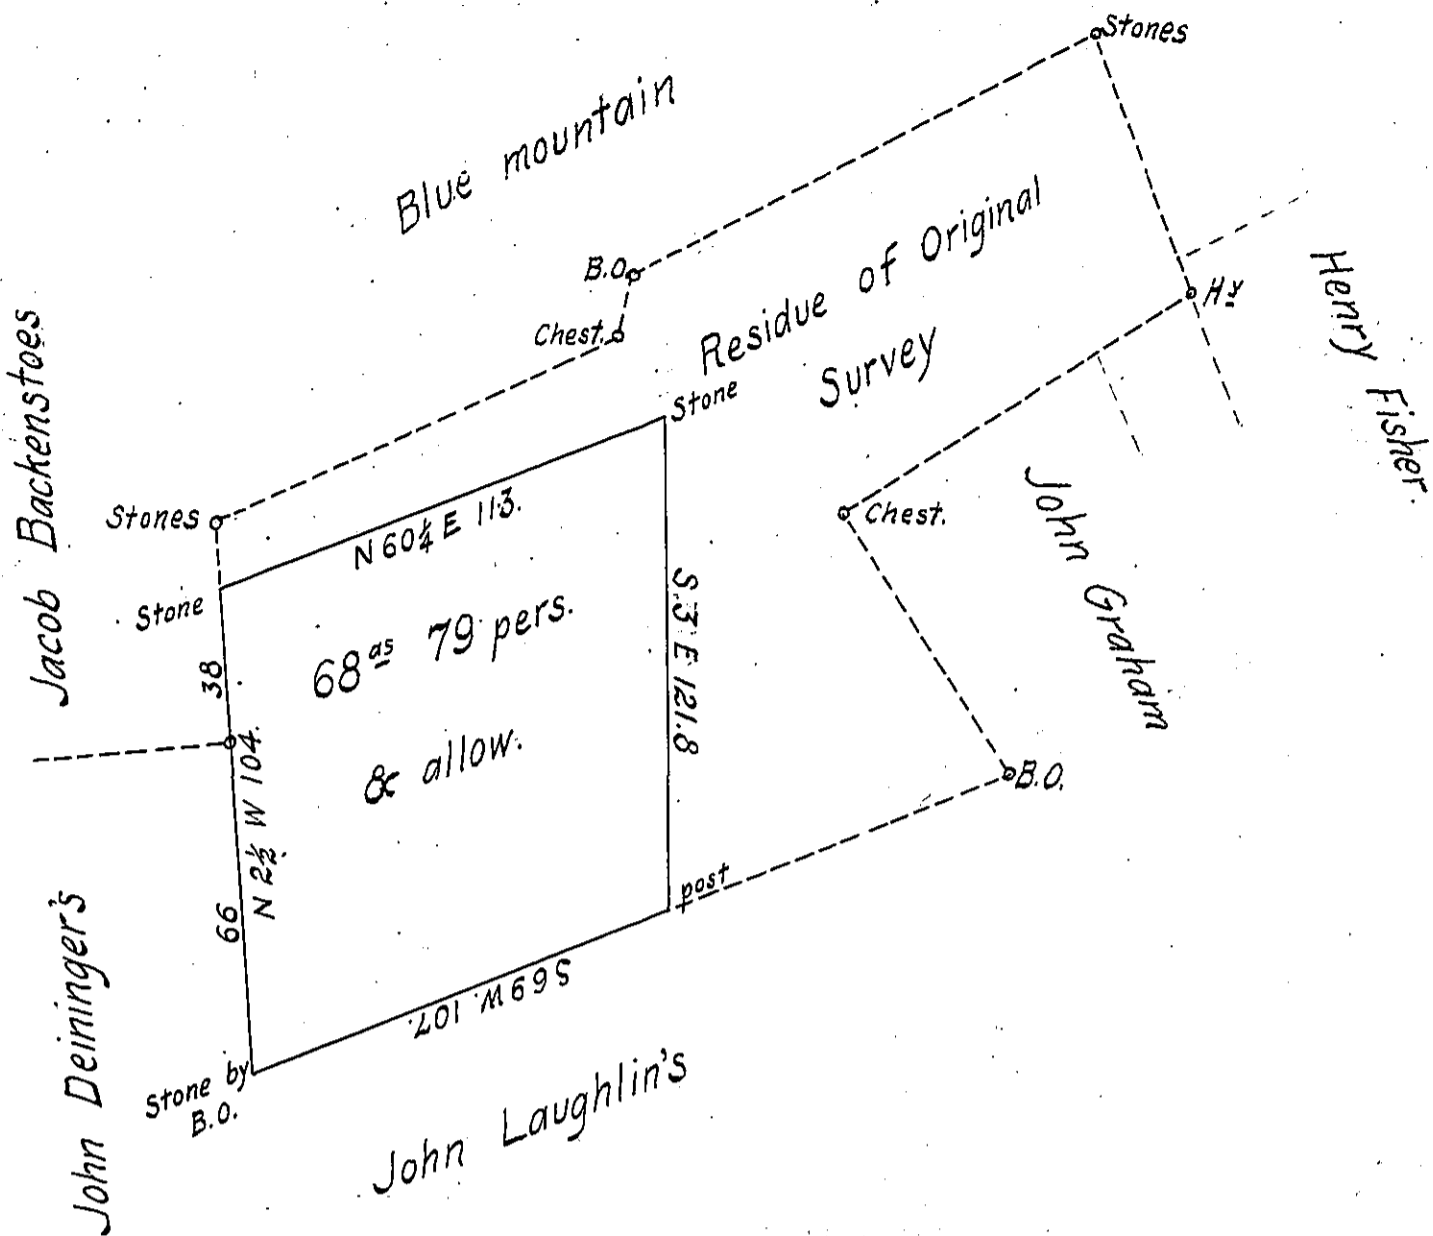 Stones
Blue mountain
B.O.
Chest.
Residue of Original
Survey
Hy
Henry Fisher.
Stone
Jacob Backenstoes
Stones
N 60¼ E 113.
Chest.
John Graham
Stone
68 as 79 pers.
& allow.
S. 3 E 121.8
38
N 2½ W 104.
66
B.O.
post
S 69 W. 107.
John Deininger's
Stone by
B.O.
John Laughlin's